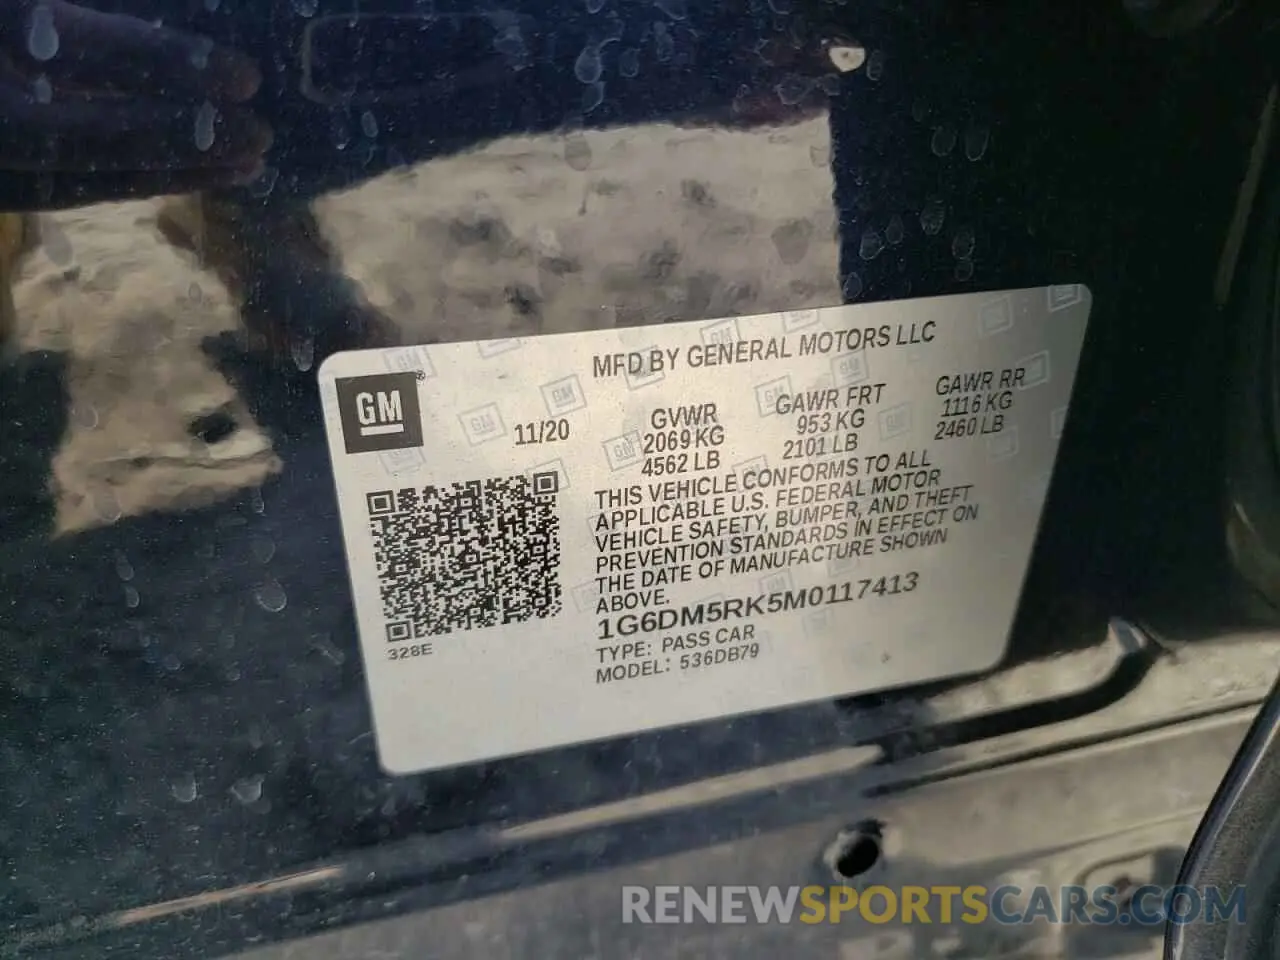 MFD BY GENERAL MOTORS LLC
GM®
11/20
GVWR
2069 KG
4562 LB
GAWR FRT
953 KG
2101 LB
GAWR RR
1116 KG
2460 LB
THIS VEHICLE CONFORMS TO ALL
APPLICABLE U.S. FEDERAL MOTOR
VEHICLE SAFETY, BUMPER, AND THEFT
PREVENTION STANDARDS IN EFFECT ON
THE DATE OF MANUFACTURE SHOWN
ABOVE.
1G6DM5RK5M0117413
TYPE: PASS CAR
MODEL: 536DB79
328E
RENEWSPORTSCARS.COM